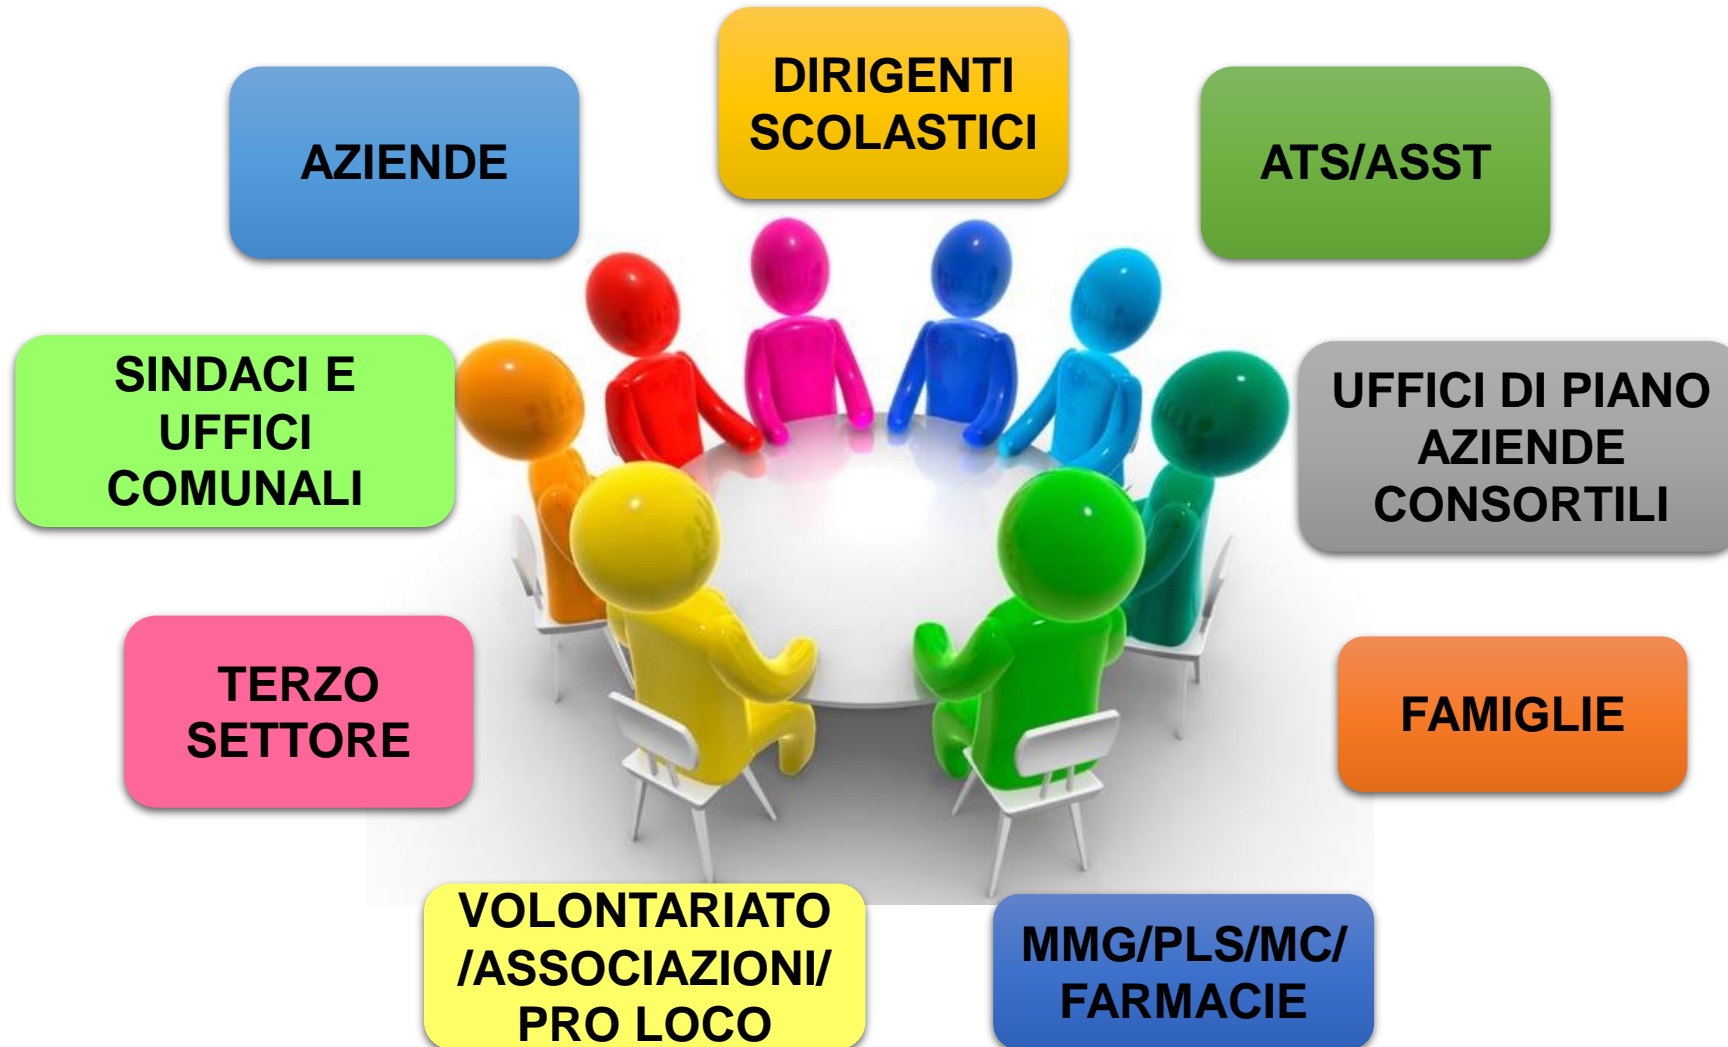 DIRIGENTI
SCOLASTICI
AZIENDE
ATS/ASST
SINDACI E
UFFICI
COMUNALI
UFFICI DI PIANO
AZIENDE
CONSORTILI
TERZO
SETTORE
FAMIGLIE
VOLONTARIATO
/ASSOCIAZIONI/
PRO LOCO
MMG/PLS/MC/
FARMACIE